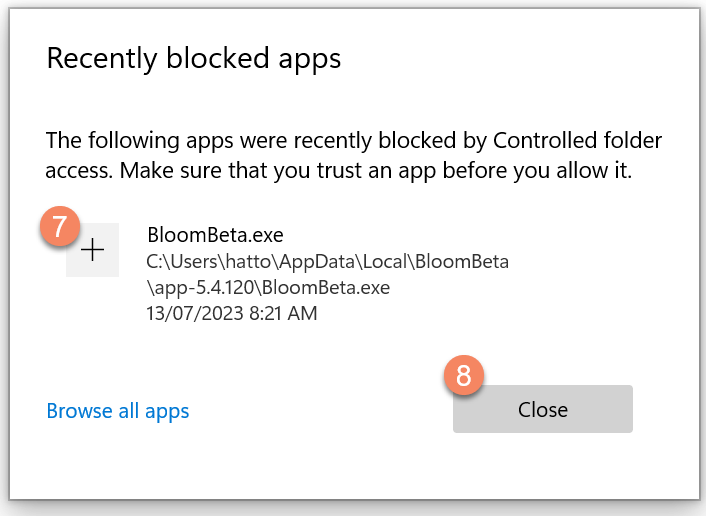 Recently blocked apps
The following apps were recently blocked by Controlled folder
access. Make sure that you trust an app before you allow it.
7
BloomBeta.exe
C:\Users\hatto\AppData\Local\BloomBeta
\app-5.4.120\BloomBeta.exe
13/07/2023 8:21 AM
8
Browse all apps
Close